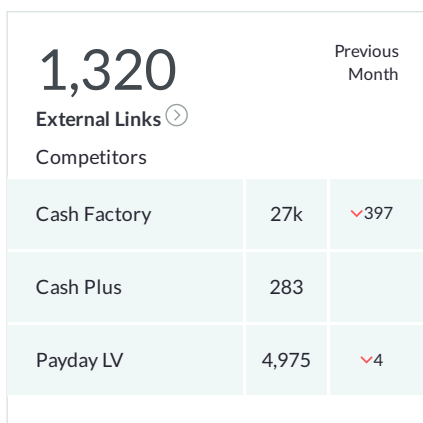 1,320
Previous
Month
External Links
Competitors
Cash Factory 27k 397
Cash Plus 283
Payday LV 4,975 4